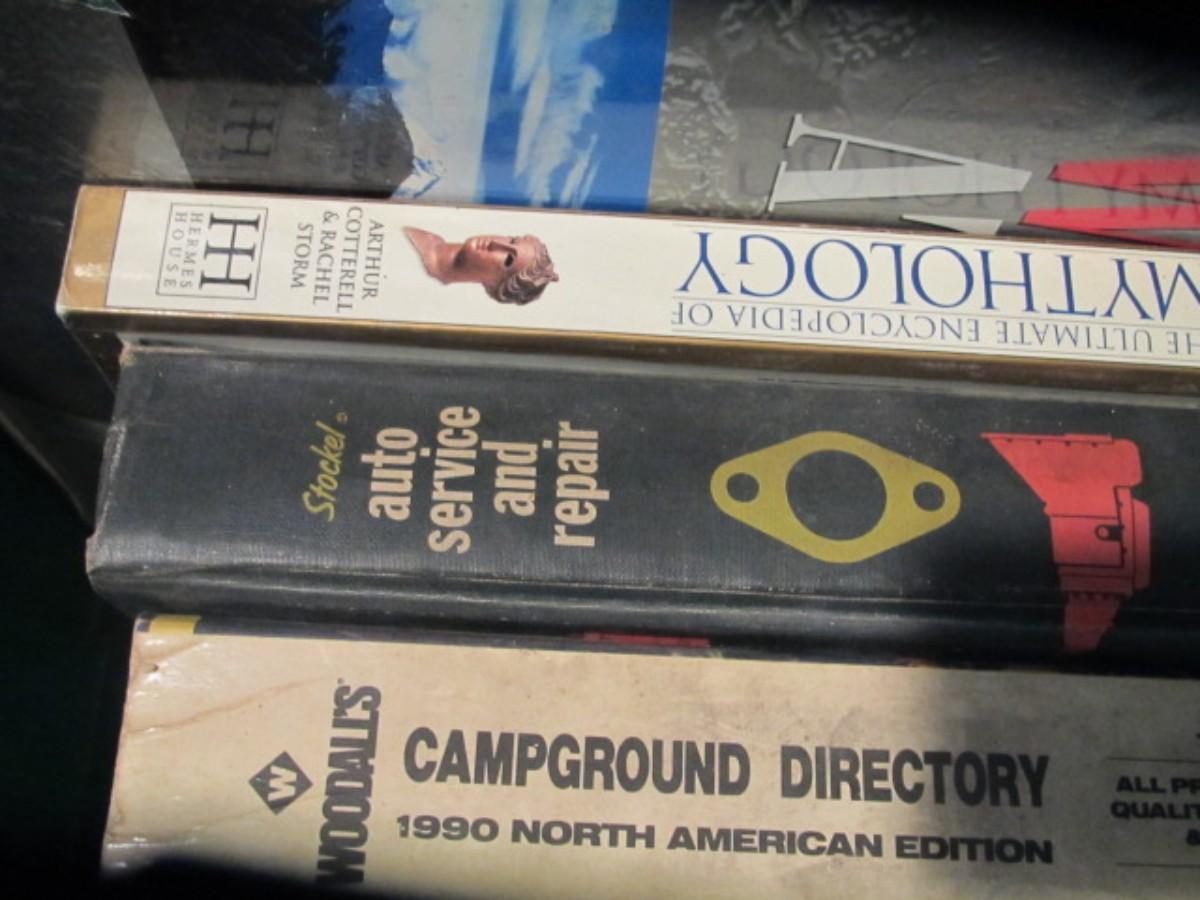 THE ULTIMATE ENCYCLOPEDIA OF
MYTHOLOGY
ARTHUR
COTTERELL
& RACHEL
STORM
HH
HERMES
HOUSE
Stockel
auto
service
and
repair
W
WOODALL'S
CAMPGROUND DIRECTORY
1990 NORTH AMERICAN EDITION
ALL